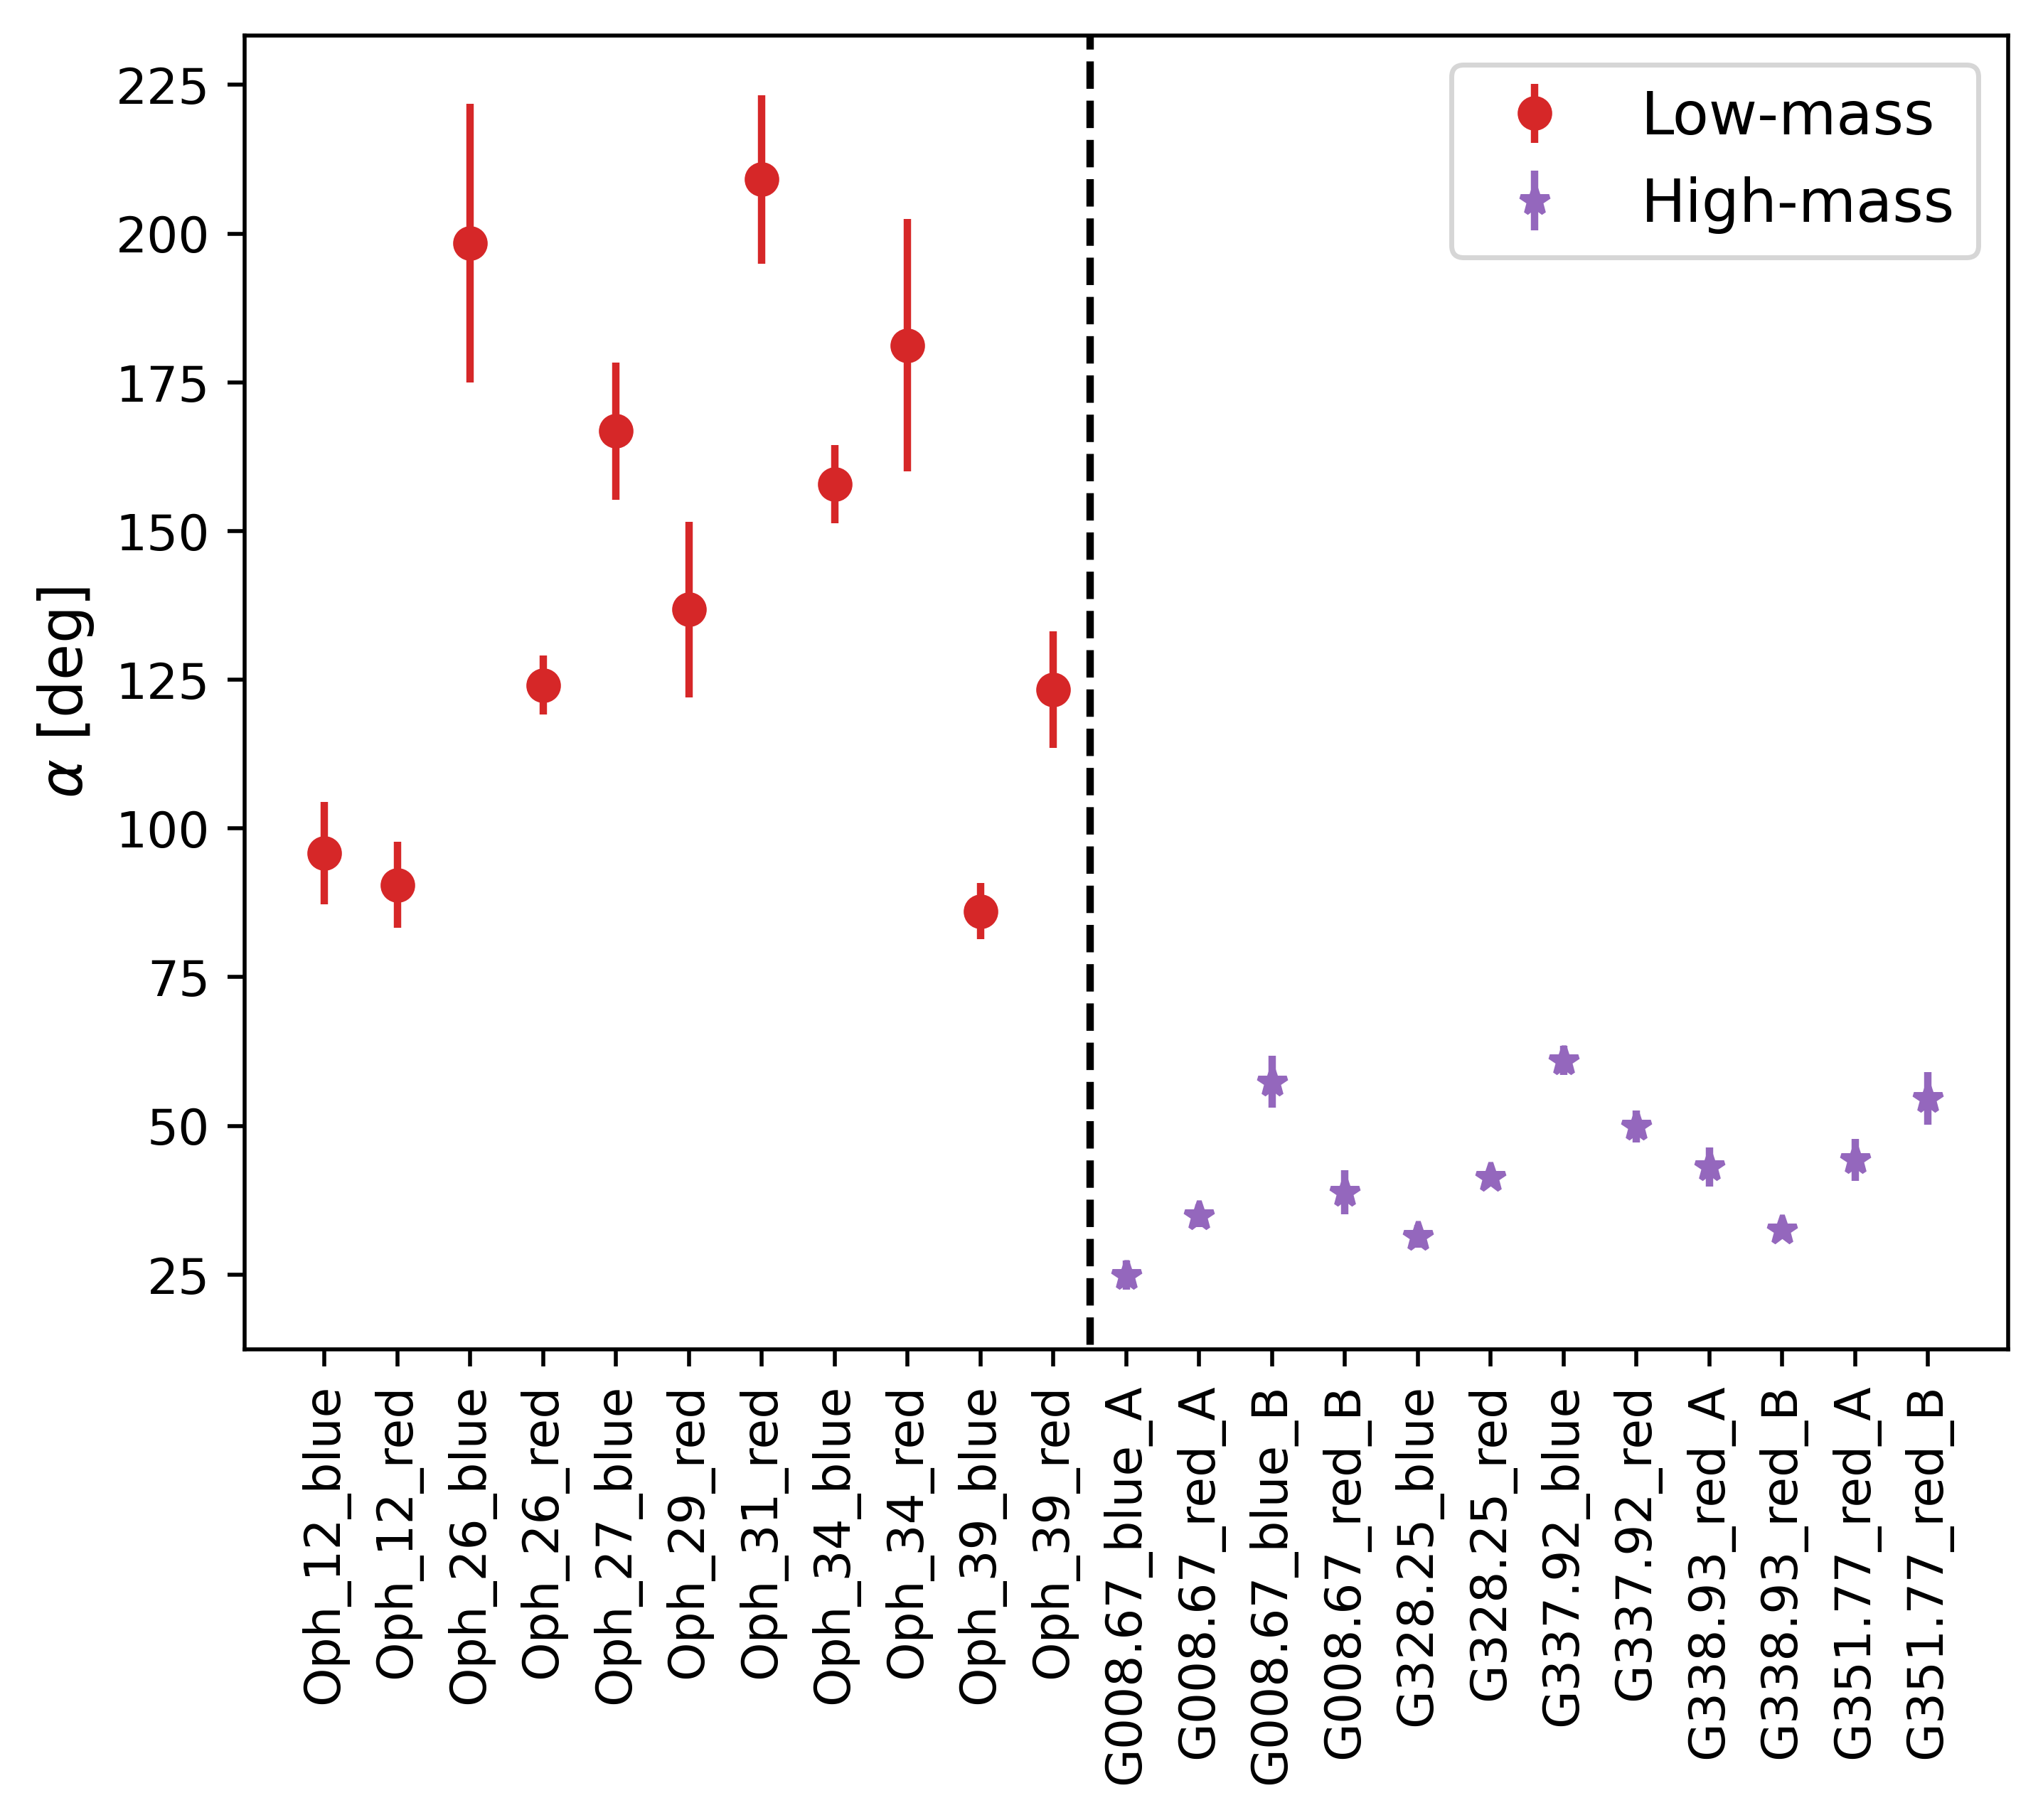 225
200
175
150
125
100
75
50
25
α [deg]
Low-mass
High-mass
Oph_12_blue
Oph_12_red
Oph_26_blue
Oph_26_red
Oph_27_blue
Oph_29_red
Oph_31_red
Oph_34_blue
Oph_34_red
Oph_39_blue
Oph_39_red
G008.67_blue_A
G008.67_red_A
G008.67_blue_B
G008.67_red_B
G328.25_blue
G328.25_red
G337.92_blue
G337.92_red
G338.93_red_A
G338.93_red_B
G351.77_red_A
G351.77_red_B